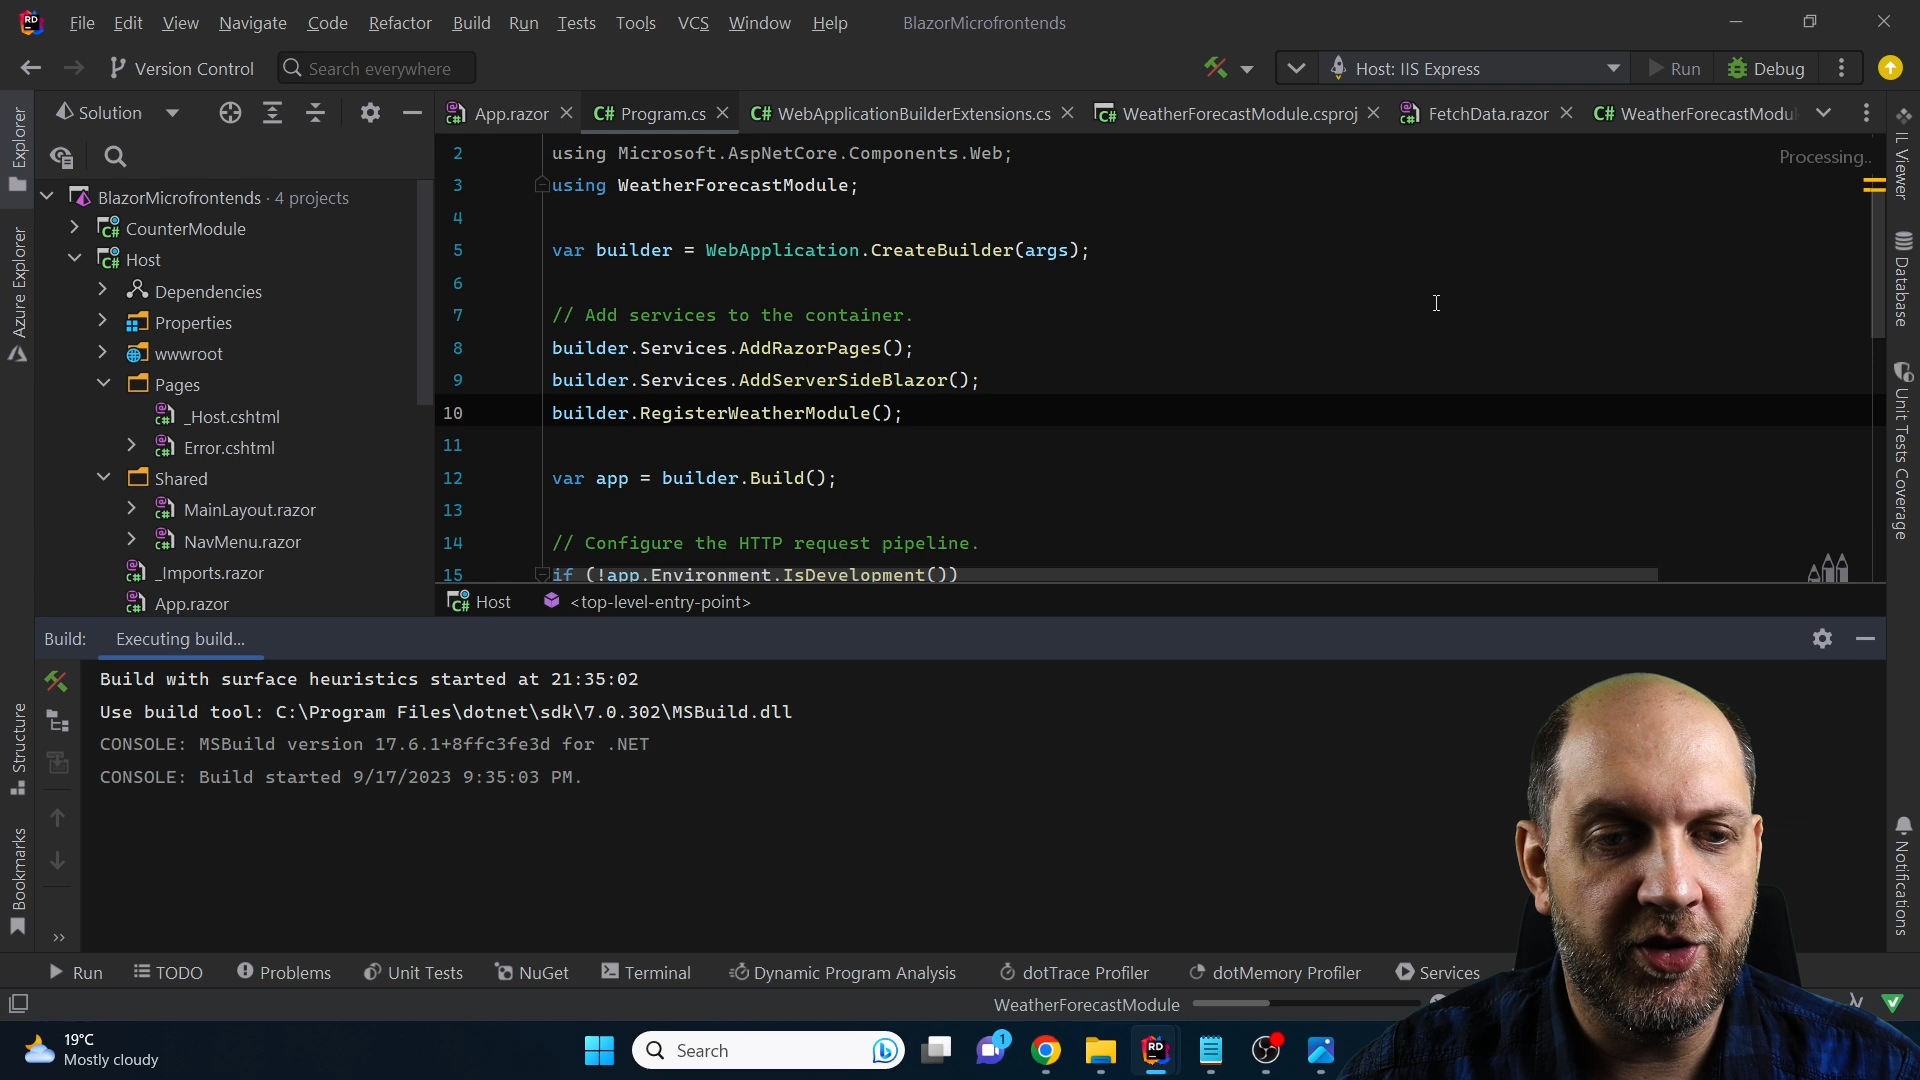 RD File Edit View Navigate Code Refactor Build Run Tests Tools VCS Window Help BlazorMicrofrontends
Version Control Search everywhere Host: IIS Express Run Debug
Explorer
Azure Explorer
Structure
Bookmarks
Solution
BlazorMicrofrontends · 4 projects
CounterModule
Host
Dependencies
Properties
wwwroot
Pages
_Host.cshtml
Error.cshtml
Shared
MainLayout.razor
NavMenu.razor
_Imports.razor
App.razor
App.razor C# Program.cs C# WebApplicationBuilderExtensions.cs WeatherForecastModule.csproj FetchData.razor C# WeatherForecastModul
Processing..
2 using Microsoft.AspNetCore.Components.Web;
3 using WeatherForecastModule;
4
5 var builder = WebApplication.CreateBuilder(args);
6
7 // Add services to the container.
8 builder.Services.AddRazorPages();
9 builder.Services.AddServerSideBlazor();
10 builder.RegisterWeatherModule();
11
12 var app = builder.Build();
13
14 // Configure the HTTP request pipeline.
15 if (!app.Environment.IsDevelopment())
Host <top-level-entry-point>
IL Viewer
Database
Unit Tests Coverage
Notifications
Build: Executing build...
Build with surface heuristics started at 21:35:02
Use build tool: C:\Program Files\dotnet\sdk\7.0.302\MSBuild.dll
CONSOLE: MSBuild version 17.6.1+8ffc3fe3d for .NET
CONSOLE: Build started 9/17/2023 9:35:03 PM.
Run TODO Problems Unit Tests NuGet Terminal Dynamic Program Analysis dotTrace Profiler dotMemory Profiler Services
WeatherForecastModule
19°C
Mostly cloudy
Search
1
RD